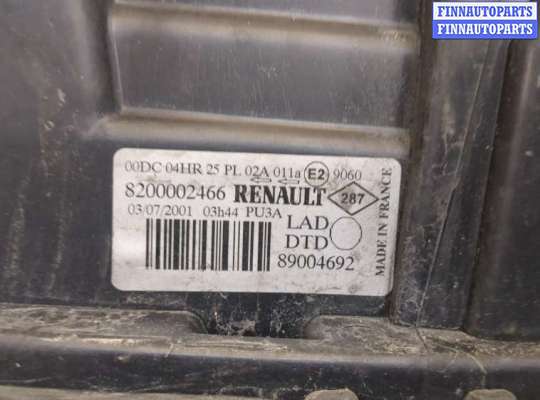 FINNAUTOPARTS
FINNAUTOPARTS
00DC 04HR 25 PL 02A 011a E2 9060
8200002466 RENAULT 287
03/07/2001 03h44 PU3A
LAD
DTD
89004692
MADE IN FRANCE